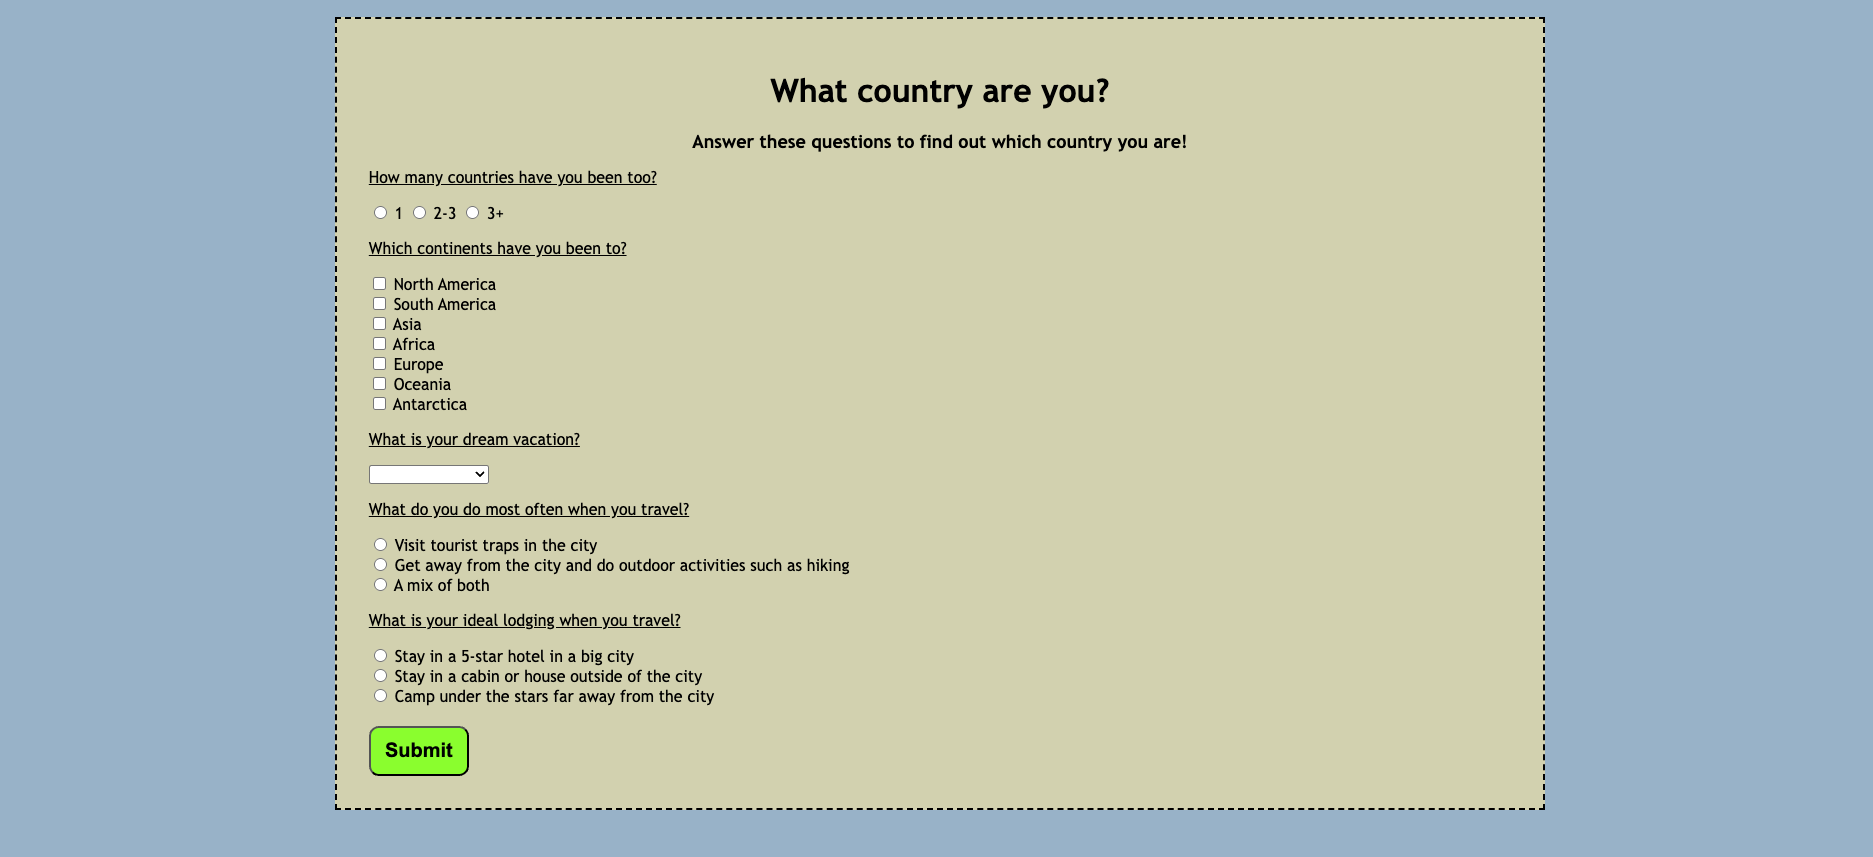 What country are you?
Answer these questions to find out which country you are!
How many countries have you been too?
1 2-3 3+
Which continents have you been to?
North America
South America
Asia
Africa
Europe
Oceania
Antarctica
What is your dream vacation?
What do you do most often when you travel?
Visit tourist traps in the city
Get away from the city and do outdoor activities such as hiking
A mix of both
What is your ideal lodging when you travel?
Stay in a 5-star hotel in a big city
Stay in a cabin or house outside of the city
Camp under the stars far away from the city
Submit